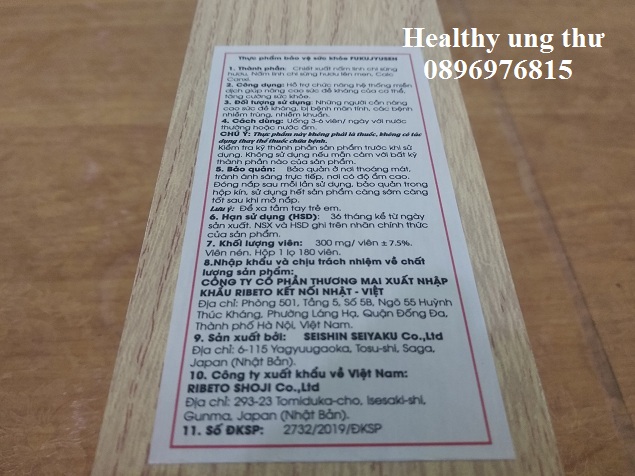 Healthy ung thư
0896976815
Thực phẩm bảo vệ sức khỏe FUKUJYUSEN
1. Thành phần: Chiết xuất nấm linh chi sừng
hươu, Nấm linh chi sừng hươu lên men, Calc
Canxi.
2. Công dụng: Hỗ trợ chức năng hệ thống miễn
dịch giúp nâng cao sức đề kháng của cơ thể,
tăng cường sức khỏe.
3. Đối tượng sử dụng: Những người cần nâng
cao sức đề kháng, bị bệnh mãn tính, các bệnh
nhiễm trùng, nhiễm khuẩn.
4. Cách dùng: Uống 3-6 viên/ ngày với nước
thường hoặc nước ấm.
CHÚ Ý: Thực phẩm này không phải là thuốc, không có tác
dụng thay thế thuốc chữa bệnh.
Kiểm tra kỹ thành phần sản phẩm trước khi sử
dụng. Không sử dụng nếu mẫn cảm với bất kỳ
thành phần nào của sản phẩm.
5. Bảo quản: Bảo quản ở nơi thoáng mát,
tránh ánh sáng trực tiếp, nơi có độ ẩm cao.
Đóng nắp sau mỗi lần sử dụng, bảo quản trong
hộp kín, sử dụng hết sản phẩm càng sớm càng
tốt sau khi mở nắp.
Lưu ý: Để xa tầm tay trẻ em.
6. Hạn sử dụng (HSD): 36 tháng kể từ ngày
sản xuất. NSX và HSD ghi trên nhãn chính thức
của sản phẩm.
7. Khối lượng viên: 300 mg/ viên ± 7.5%.
Viên nén. Hộp 1 lọ 180 viên.
8.Nhập khẩu và chịu trách nhiệm về chất
lượng sản phẩm:
CÔNG TY CỔ PHẦN THƯƠNG MẠI XUẤT NHẬP
KHẨU RIBETO KẾT NỐI NHẬT - VIỆT
Địa chỉ: Phòng 501, Tầng 5, Số 5B, Ngõ 55 Huỳnh
Thúc Kháng, Phường Láng Hạ, Quận Đống Đa,
Thành phố Hà Nội, Việt Nam.
9. Sản xuất bởi: SEISHIN SEIYAKU Co.,Ltd
Địa chỉ: 6-115 Yagyuugaoka, Tosu-shi, Saga,
Japan (Nhật Bản).
10. Công ty xuất khẩu về Việt Nam:
RIBETO SHOJI Co.,Ltd
Địa chỉ: 293-23 Tomiduka-cho, Isesaki-shi,
Gunma, Japan (Nhật Bản).
11. Số ĐKSP: 2732/2019/ĐKSP